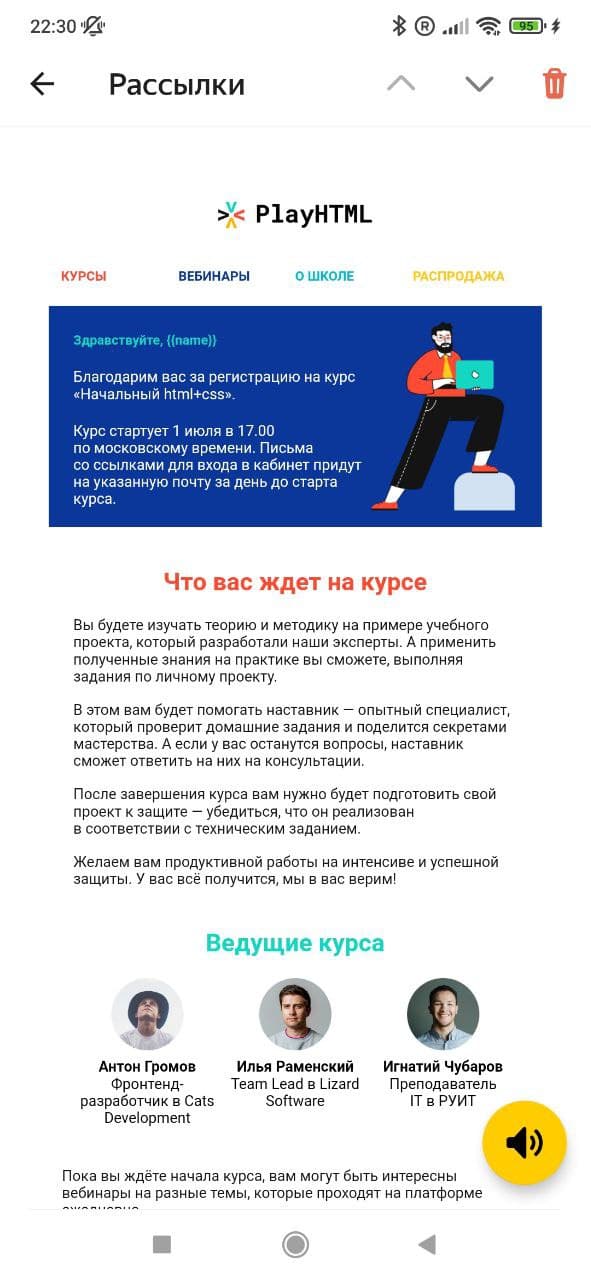 22:30
95
Рассылки
PlayHTML
КУРСЫ ВЕБИНАРЫ О ШКОЛЕ РАСПРОДАЖА
Здравствуйте, {{name}}
Благодарим вас за регистрацию на курс
«Начальный html+css».
Курс стартует 1 июля в 17.00
по московскому времени. Письма
со ссылками для входа в кабинет придут
на указанную почту за день до старта
курса.
Что вас ждет на курсе
Вы будете изучать теорию и методику на примере учебного
проекта, который разработали наши эксперты. А применить
полученные знания на практике вы сможете, выполняя
задания по личному проекту.
В этом вам будет помогать наставник — опытный специалист,
который проверит домашние задания и поделится секретами
мастерства. А если у вас останутся вопросы, наставник
сможет ответить на них на консультации.
После завершения курса вам нужно будет подготовить свой
проект к защите — убедиться, что он реализован
в соответствии с техническим заданием.
Желаем вам продуктивной работы на интенсиве и успешной
защиты. У вас всё получится, мы в вас верим!
Ведущие курса
Антон Громов
Фронтенд-
разработчик в Cats
Development
Илья Раменский
Team Lead в Lizard
Software
Игнатий Чубаров
Преподаватель
IT в РУИТ
Пока вы ждёте начала курса, вам могут быть интересны
вебинары на разные темы, которые проходят на платформе
ежедневно.